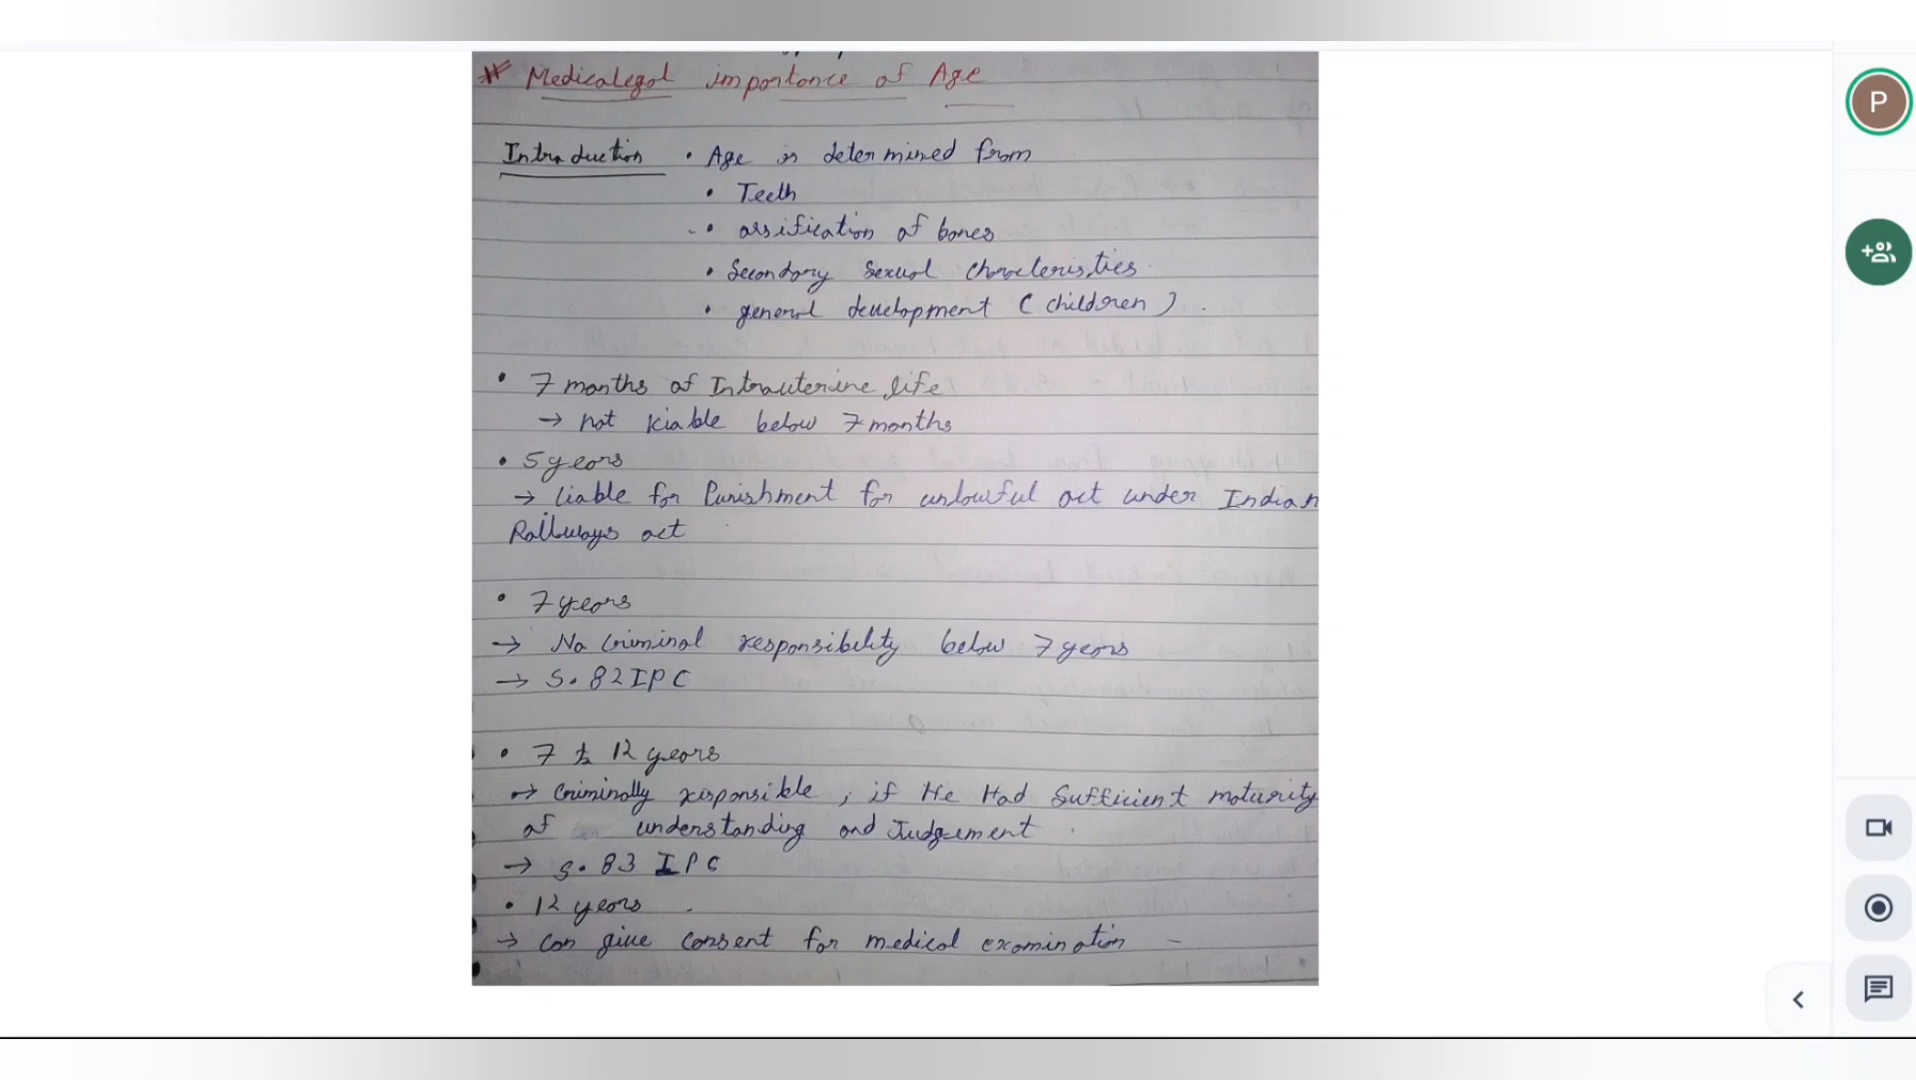 # Medicalegal importance of Age
Introduction • Age is determined from
• Teeth
• ossification of bones
• Secondary sexual characteristics
• general development (children).
• 7 months of Intrauterine life
→ not viable below 7 months
• 5 years
→ liable for Punishment for unlawful act under Indian
Railways act
• 7 years
→ No criminal responsibility below 7 years
→ S. 82 IPC
• 7 to 12 years
→ Criminally responsible, if He Had Sufficient maturity
of understanding and Judgement
→ S. 83 IPC
• 12 years
→ can give consent for medical examination -
P